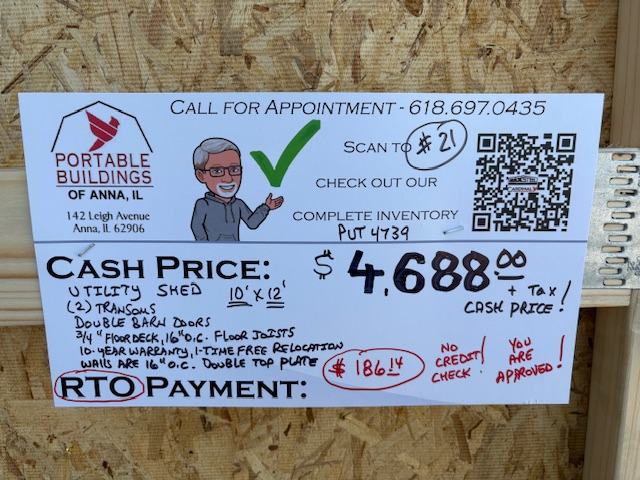 CALL FOR APPOINTMENT - 618.697.0435
PORTABLE
BUILDINGS
OF ANNA, IL
142 Leigh Avenue
Anna, IL 62906
SCAN TO
# 21
CHECK OUT OUR
COMPLETE INVENTORY
PUT 4739
CARDINAL
CASH PRICE:
$ 4,688.00
+ TAX
CASH PRICE!
UTILITY SHED 10' x 12'
(2) TRANSOMS
DOUBLE BARN DOORS
3/4" FLOOR DECK, 16" O.C. FLOOR JOISTS
10-YEAR WARRANTY, 1-TIME FREE RELOCATION
WALLS ARE 16" O.C. DOUBLE TOP PLATE
RTO PAYMENT:
$ 186.14
NO
CREDIT
CHECK!
YOU
ARE
APPROVED!